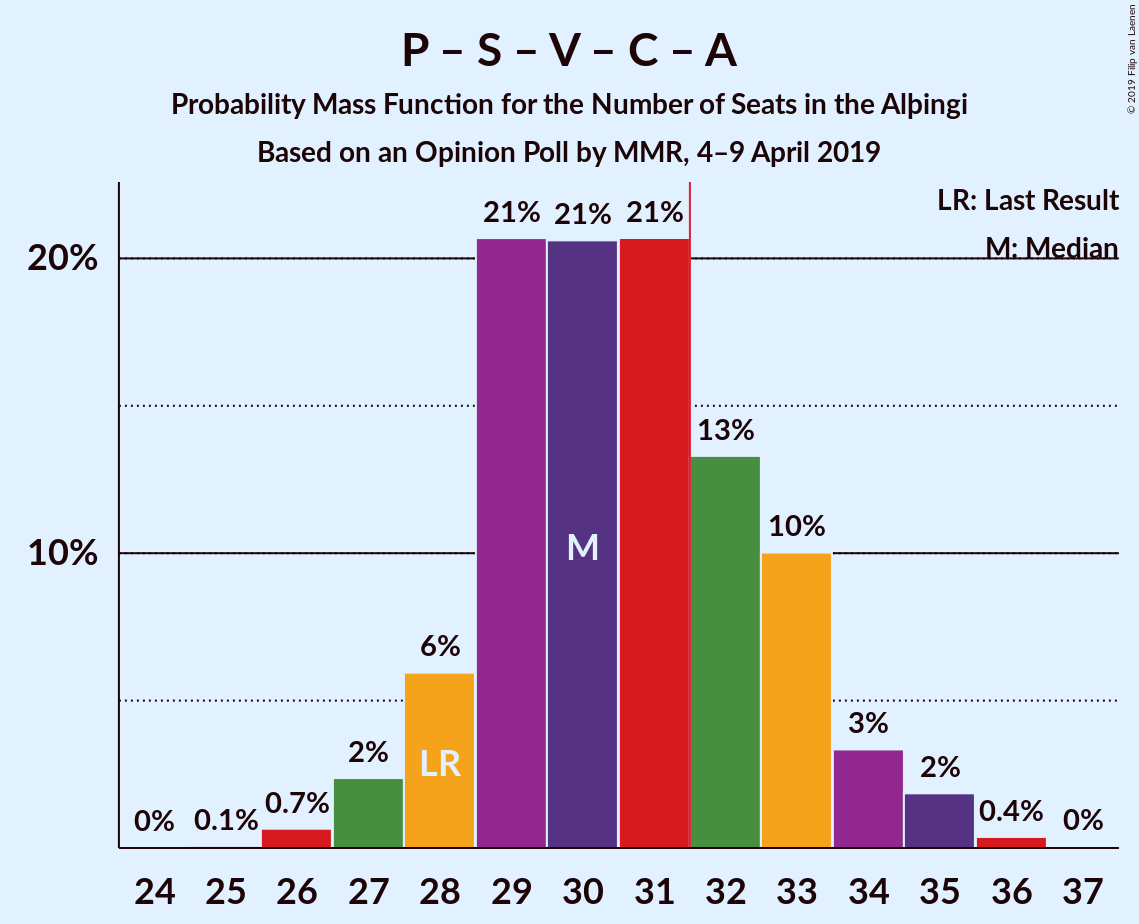 P – S – V – C – A
Probability Mass Function for the Number of Seats in the Alþingi
Based on an Opinion Poll by MMR, 4–9 April 2019
© 2019 Filip van Laenen
LR: Last Result
M: Median
20%
10%
0% 0.1% 0.7% 2% 6% 21% 21% 21% 13% 10% 3% 2% 0.4% 0%
LR
M
24 25 26 27 28 29 30 31 32 33 34 35 36 37